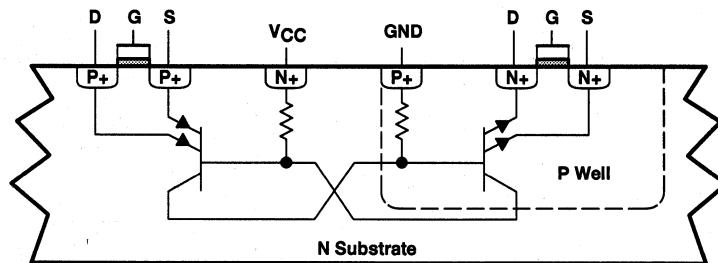 D G S VCC GND D G S
P+ P+ N+ P+ N+ N+
P Well
N Substrate